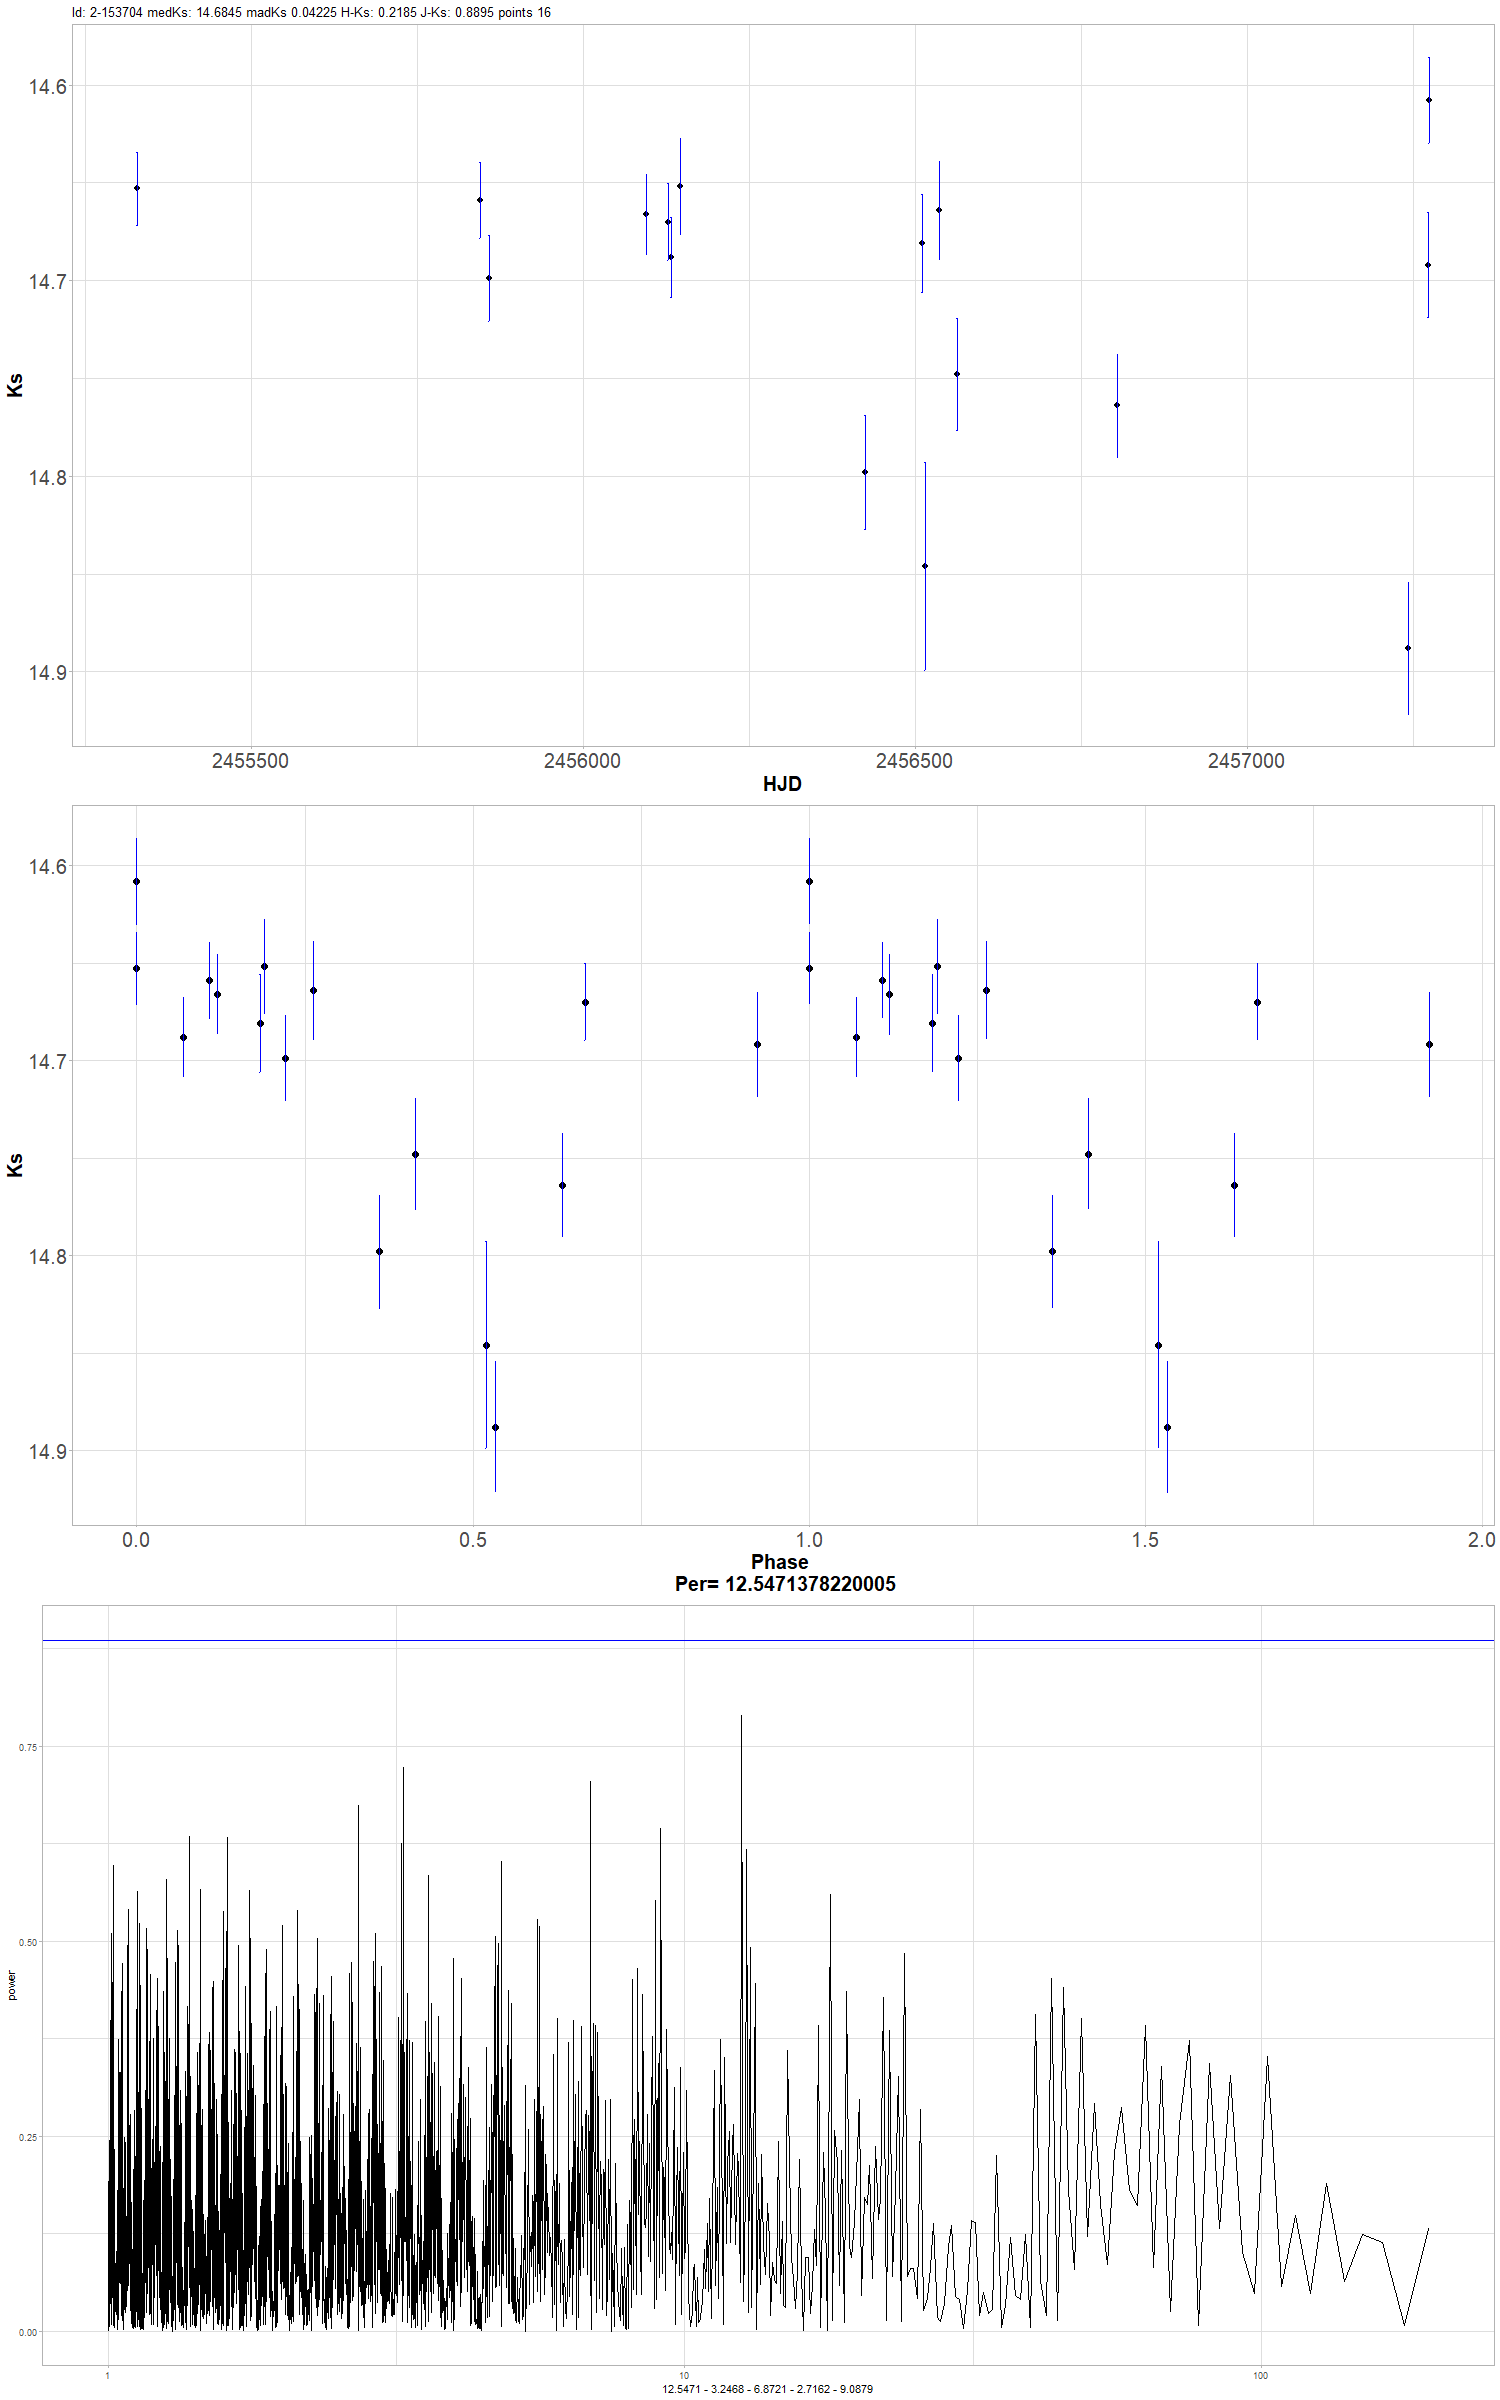 Id: 2-153704 medKs: 14.6845 madKs 0.04225 H-Ks: 0.2185 J-Ks: 0.8895 points 16
14.6
14.7
14.8
14.9
Ks
2455500 2456000 2456500 2457000
HJD
14.6
14.7
14.8
14.9
Ks
0.0 0.5 1.0 1.5 2.0
Phase
Per= 12.5471378220005
0.75
0.50
0.25
0.00
power
1 10 100
12.5471 - 3.2468 - 6.8721 - 2.7162 - 9.0879